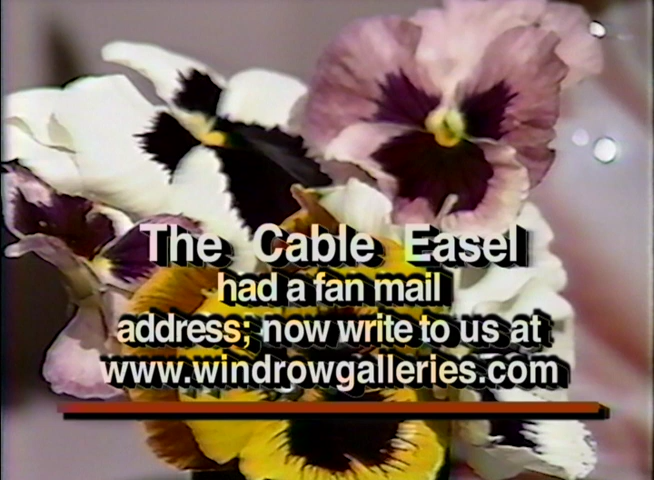 The Cable Easel
had a fan mail
address; now write to us at
www.windrowgalleries.com